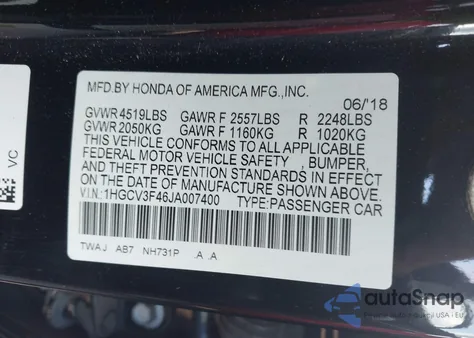 MFD.BY HONDA OF AMERICA MFG.,INC.
06/'18
GVWR 4519LBS GAWR F 2557LBS R 2248LBS
GVWR 2050KG GAWR F 1160KG R 1020KG
THIS VEHICLE CONFORMS TO ALL APPLICABLE
FEDERAL MOTOR VEHICLE SAFETY , BUMPER,
AND THEFT PREVENTION STANDARDS IN EFFECT
ON THE DATE OF MANUFACTURE SHOWN ABOVE.
V.I.N.:1HGCV3F46JA007400 TYPE:PASSENGER CAR
TWAJ AB7 NH731P .A .A
VC
autoSnap